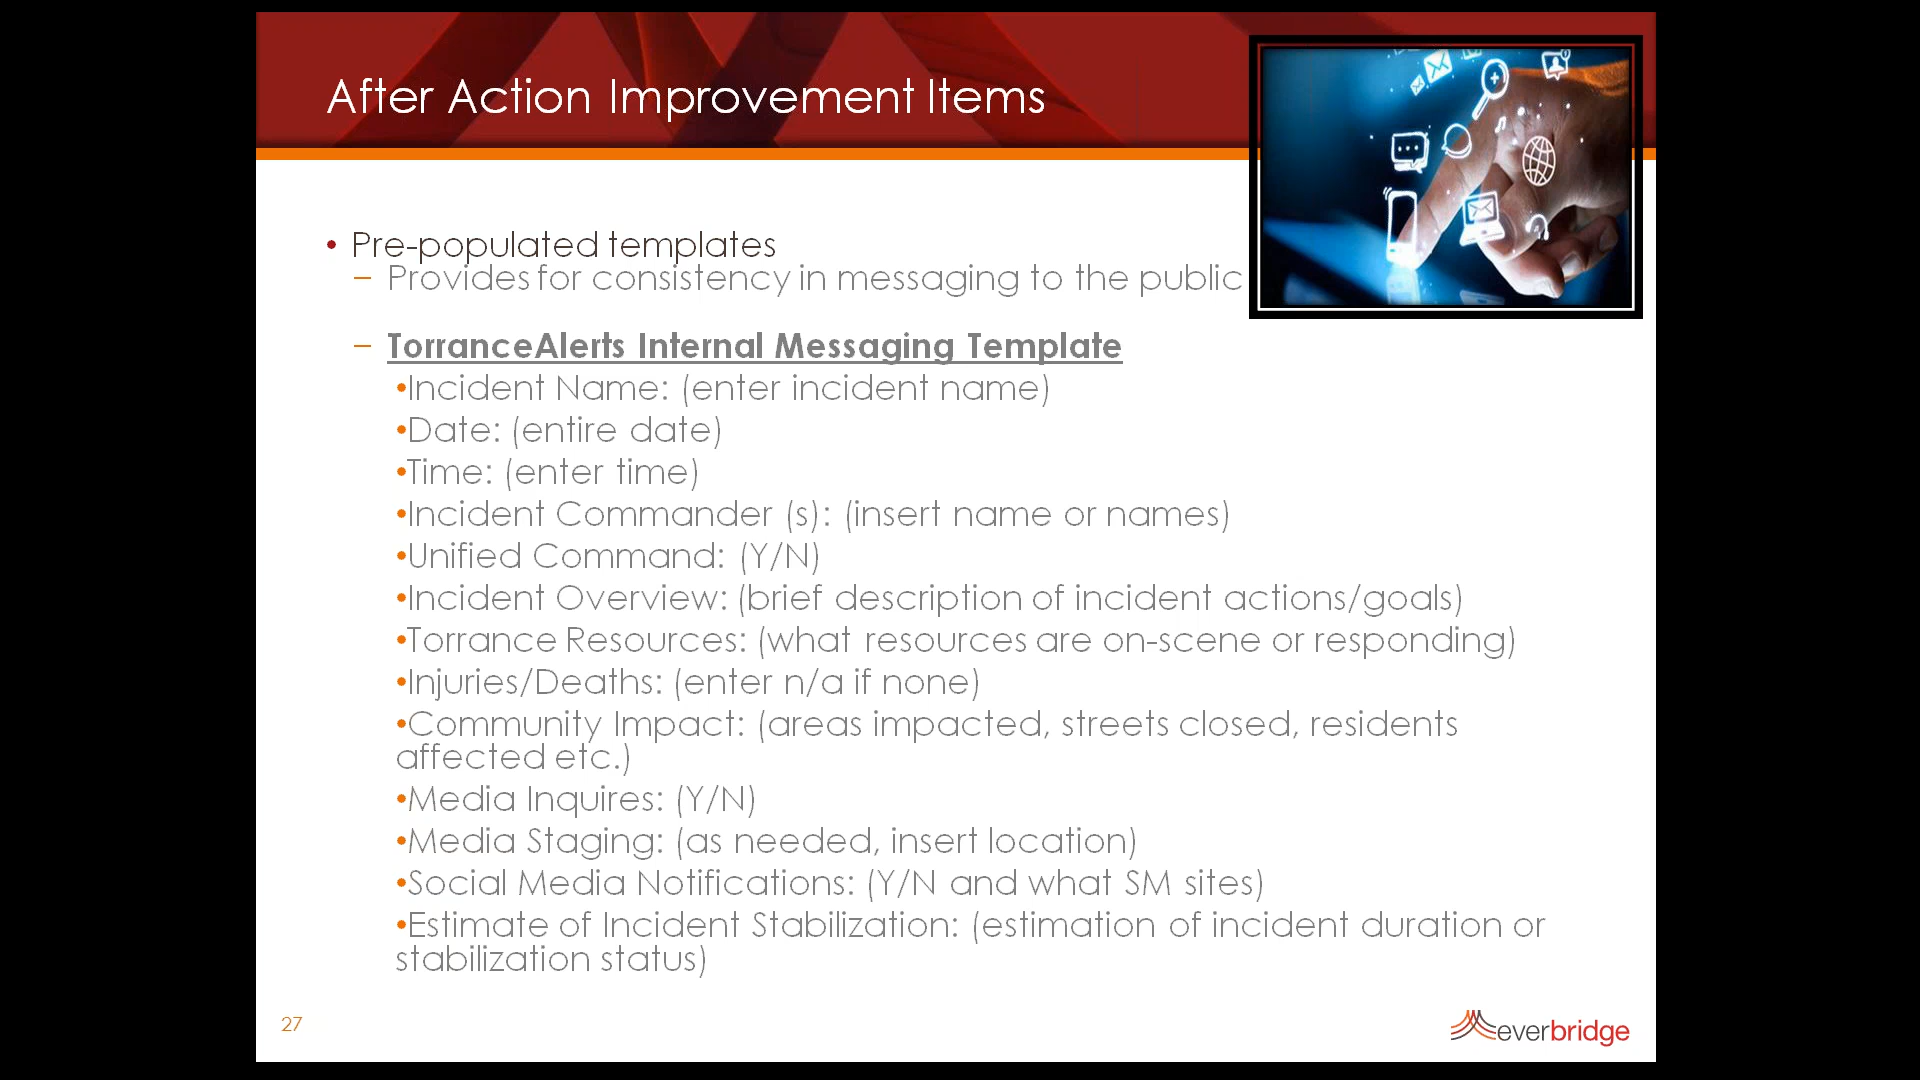 After Action Improvement Items
• Pre-populated templates
– Provides for consistency in messaging to the public
– TorranceAlerts Internal Messaging Template
•Incident Name: (enter incident name)
•Date: (entire date)
•Time: (enter time)
•Incident Commander (s): (insert name or names)
•Unified Command: (Y/N)
•Incident Overview: (brief description of incident actions/goals)
•Torrance Resources: (what resources are on-scene or responding)
•Injuries/Deaths: (enter n/a if none)
•Community Impact: (areas impacted, streets closed, residents
affected etc.)
•Media Inquires: (Y/N)
•Media Staging: (as needed, insert location)
•Social Media Notifications: (Y/N and what SM sites)
•Estimate of Incident Stabilization: (estimation of incident duration or
stabilization status)
27
everbridge